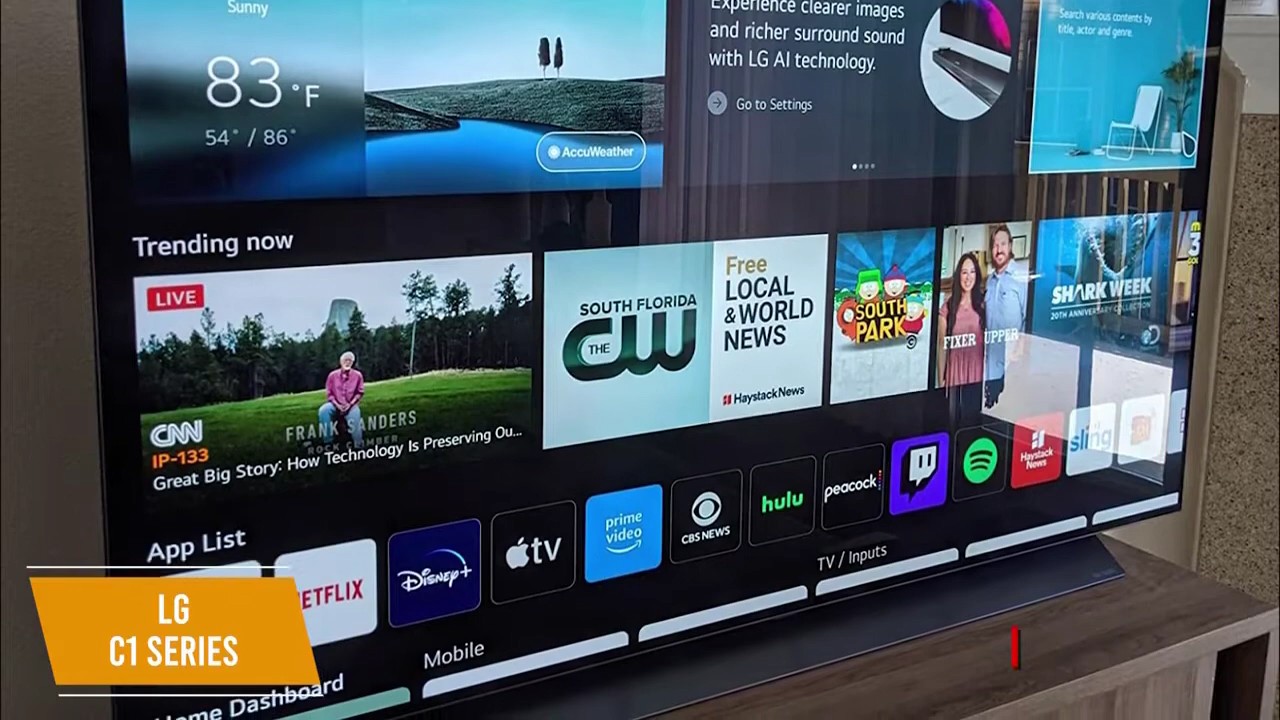 Sunny
83°F
54° / 86°
AccuWeather
Experience clearer images
and richer surround sound
with LG AI technology.
Go to Settings
Search various contents by
title, actor and genre.
Trending now
LIVE
CNN
IP-133
FRANK SANDERS
ROCK CLIMBER
Great Big Story: How Technology Is Preserving Ou...
SOUTH FLORIDA
THE CW
Free
LOCAL
& WORLD
NEWS
Haystack News
SOUTH
PARK
FIXER UPPER
SHARK WEEK
20TH ANNIVERSARY COLLECTION
App List
NETFLIX
Disney+
tv
prime
video
CBS NEWS
hulu
peacock
Haystack
News
sling
TV / Inputs
Mobile
Home Dashboard
LG
C1 SERIES